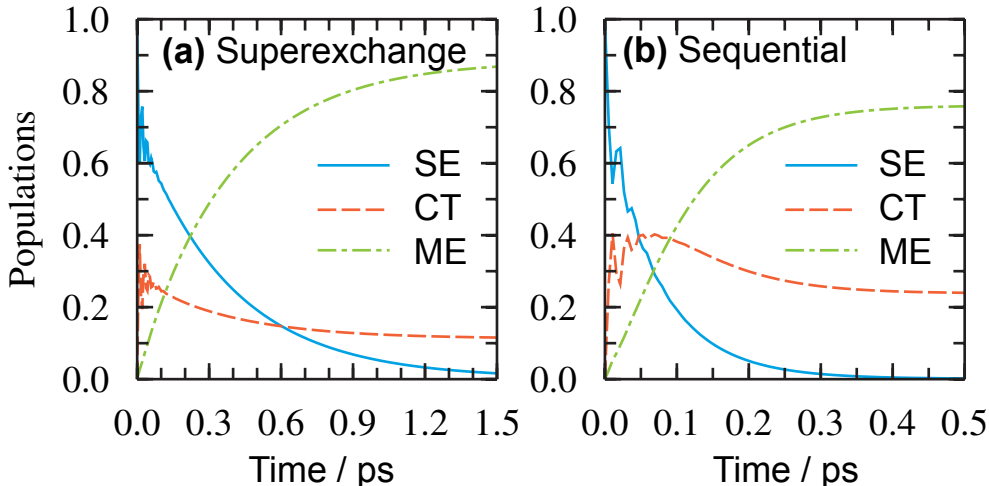 (a) Superexchange
Populations
1.0
0.8
0.6
0.4
0.2
0.0
SE
CT
ME
0.0 0.3 0.6 0.9 1.2 1.5
Time / ps
(b) Sequential
1.0
0.8
0.6
0.4
0.2
0.0
SE
CT
ME
0.0 0.1 0.2 0.3 0.4 0.5
Time / ps